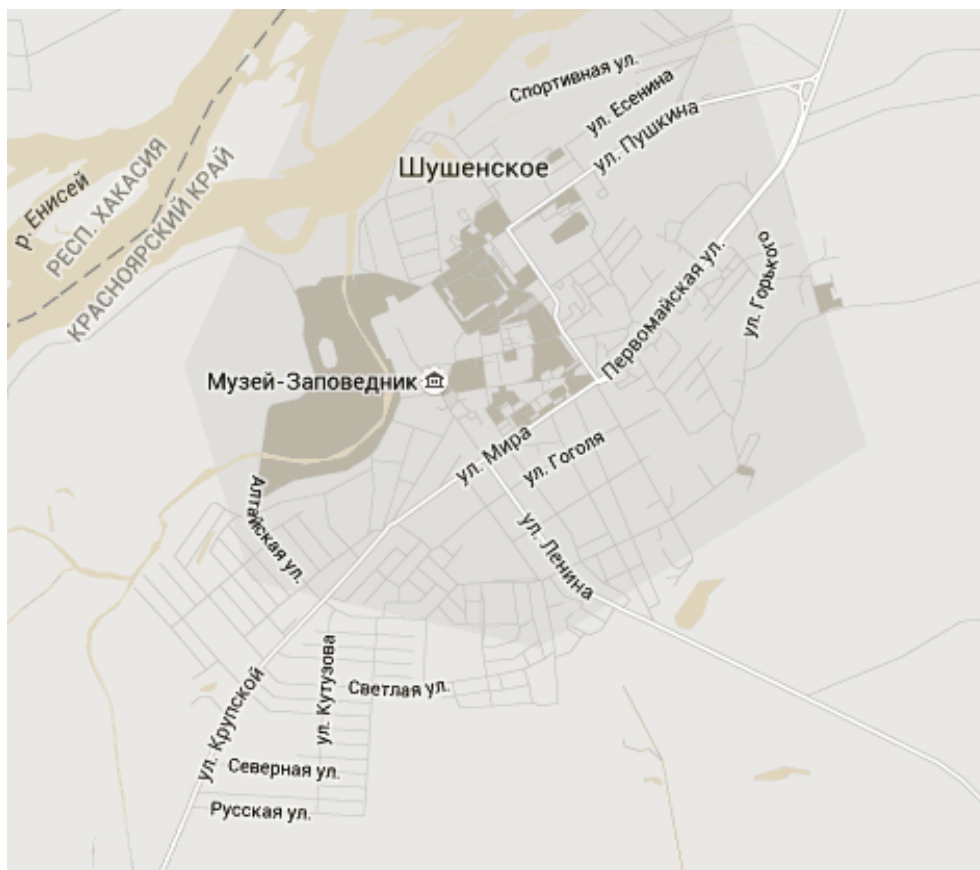 Спортивная ул.
ул. Есенина
ул. Пушкина
Шушенское
р. Енисей
РЕСП. ХАКАСИЯ
КРАСНОЯРСКИЙ КРАЙ
ул. Горького
Первомайская ул.
Музей-Заповедник
ул. Мира
ул. Гоголя
Алтайская ул.
ул. Ленина
ул. Кутузова
Светлая ул.
ул. Крупской
Северная ул.
Русская ул.